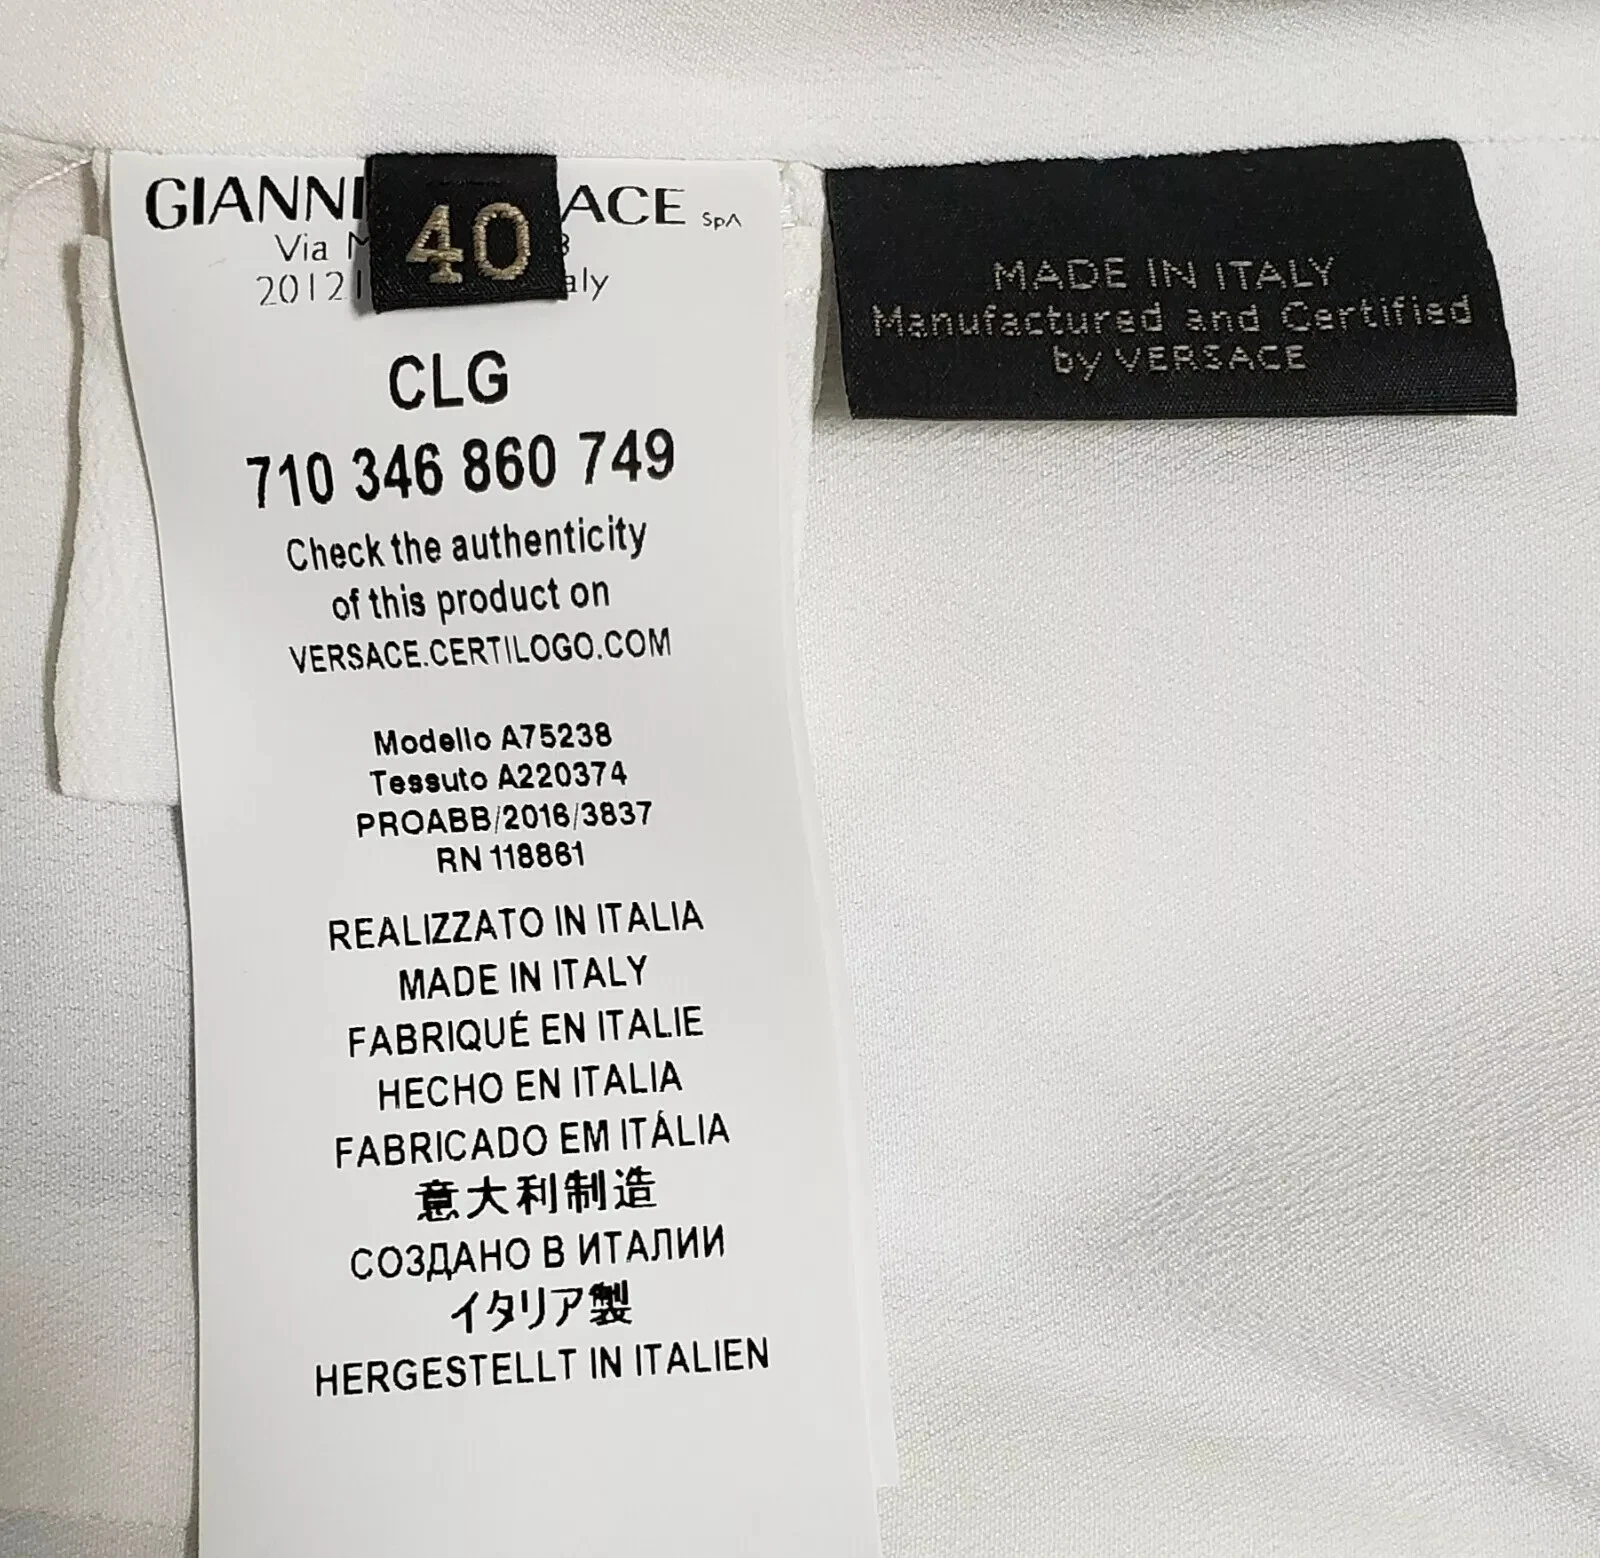 GIANNI ACE SpA
40
Via
20121
CLG
710 346 860 749
Check the authenticity
of this product on
VERSACE.CERTILOGO.COM
Modello A75238
Tessuto A220374
PROABB/2016/3837
RN 118861
REALIZZATO IN ITALIA
MADE IN ITALY
FABRIQUÉ EN ITALIE
HECHO EN ITALIA
FABRICADO EM ITÁLIA
意大利制造
СОЗДАНО В ИТАЛИИ
イタリア製
HERGESTELLT IN ITALIEN
MADE IN ITALY
Manufactured and Certified
by VERSACE